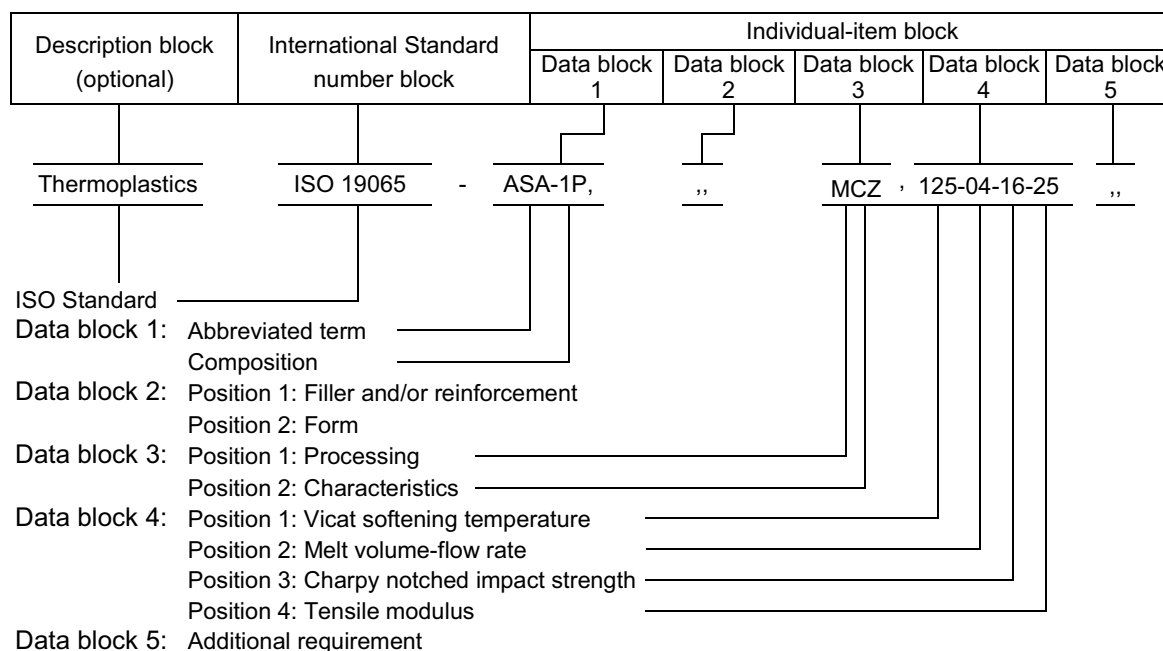 Description block
(optional)
International Standard
number block
Individual-item block
Data block
1
Data block
2
Data block
3
Data block
4
Data block
5
Thermoplastics
ISO 19065
-
ASA-1P,
,,
MCZ
,
125-04-16-25
,,
ISO Standard
Data block 1: Abbreviated term
Composition
Data block 2: Position 1: Filler and/or reinforcement
Position 2: Form
Data block 3: Position 1: Processing
Position 2: Characteristics
Data block 4: Position 1: Vicat softening temperature
Position 2: Melt volume-flow rate
Position 3: Charpy notched impact strength
Position 4: Tensile modulus
Data block 5: Additional requirement